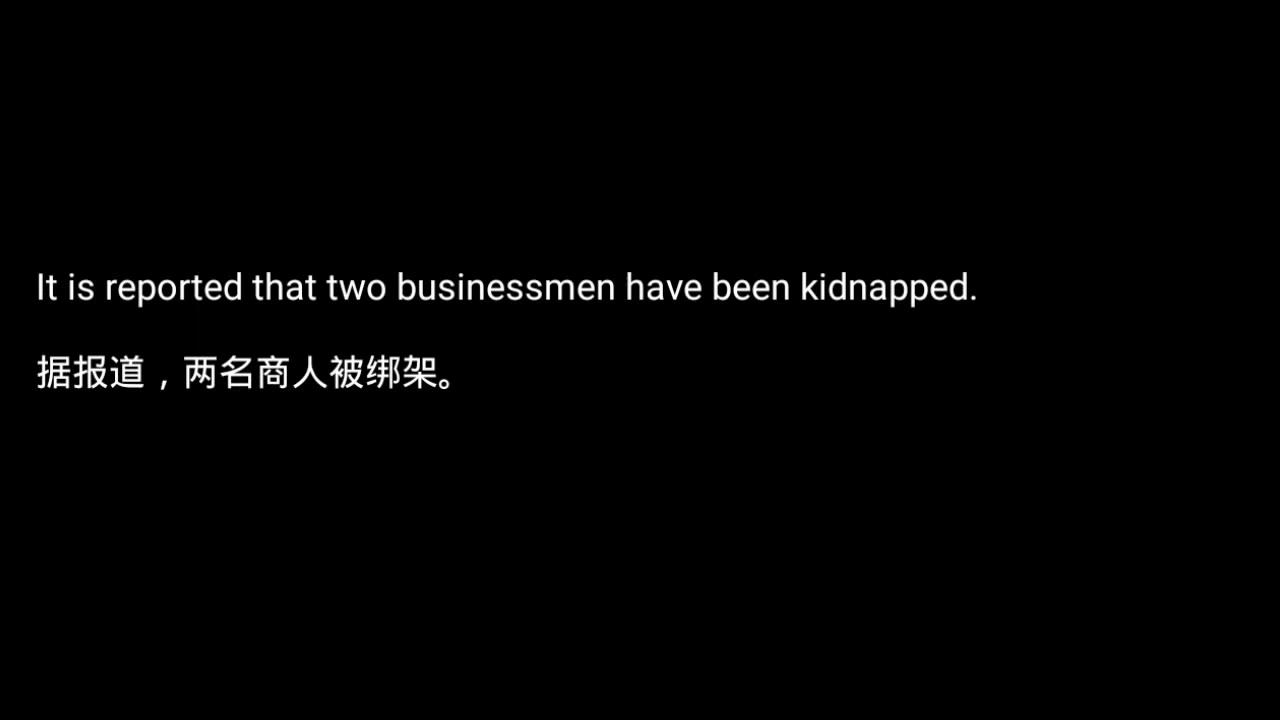 It is reported that two businessmen have been kidnapped.
据报道，两名商人被绑架。